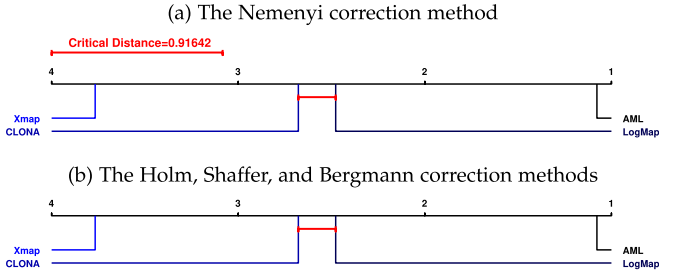 (a) The Nemenyi correction method
Critical Distance=0.91642
4 3 2 1
Xmap AML
CLONA LogMap
(b) The Holm, Shaffer, and Bergmann correction methods
4 3 2 1
Xmap AML
CLONA LogMap